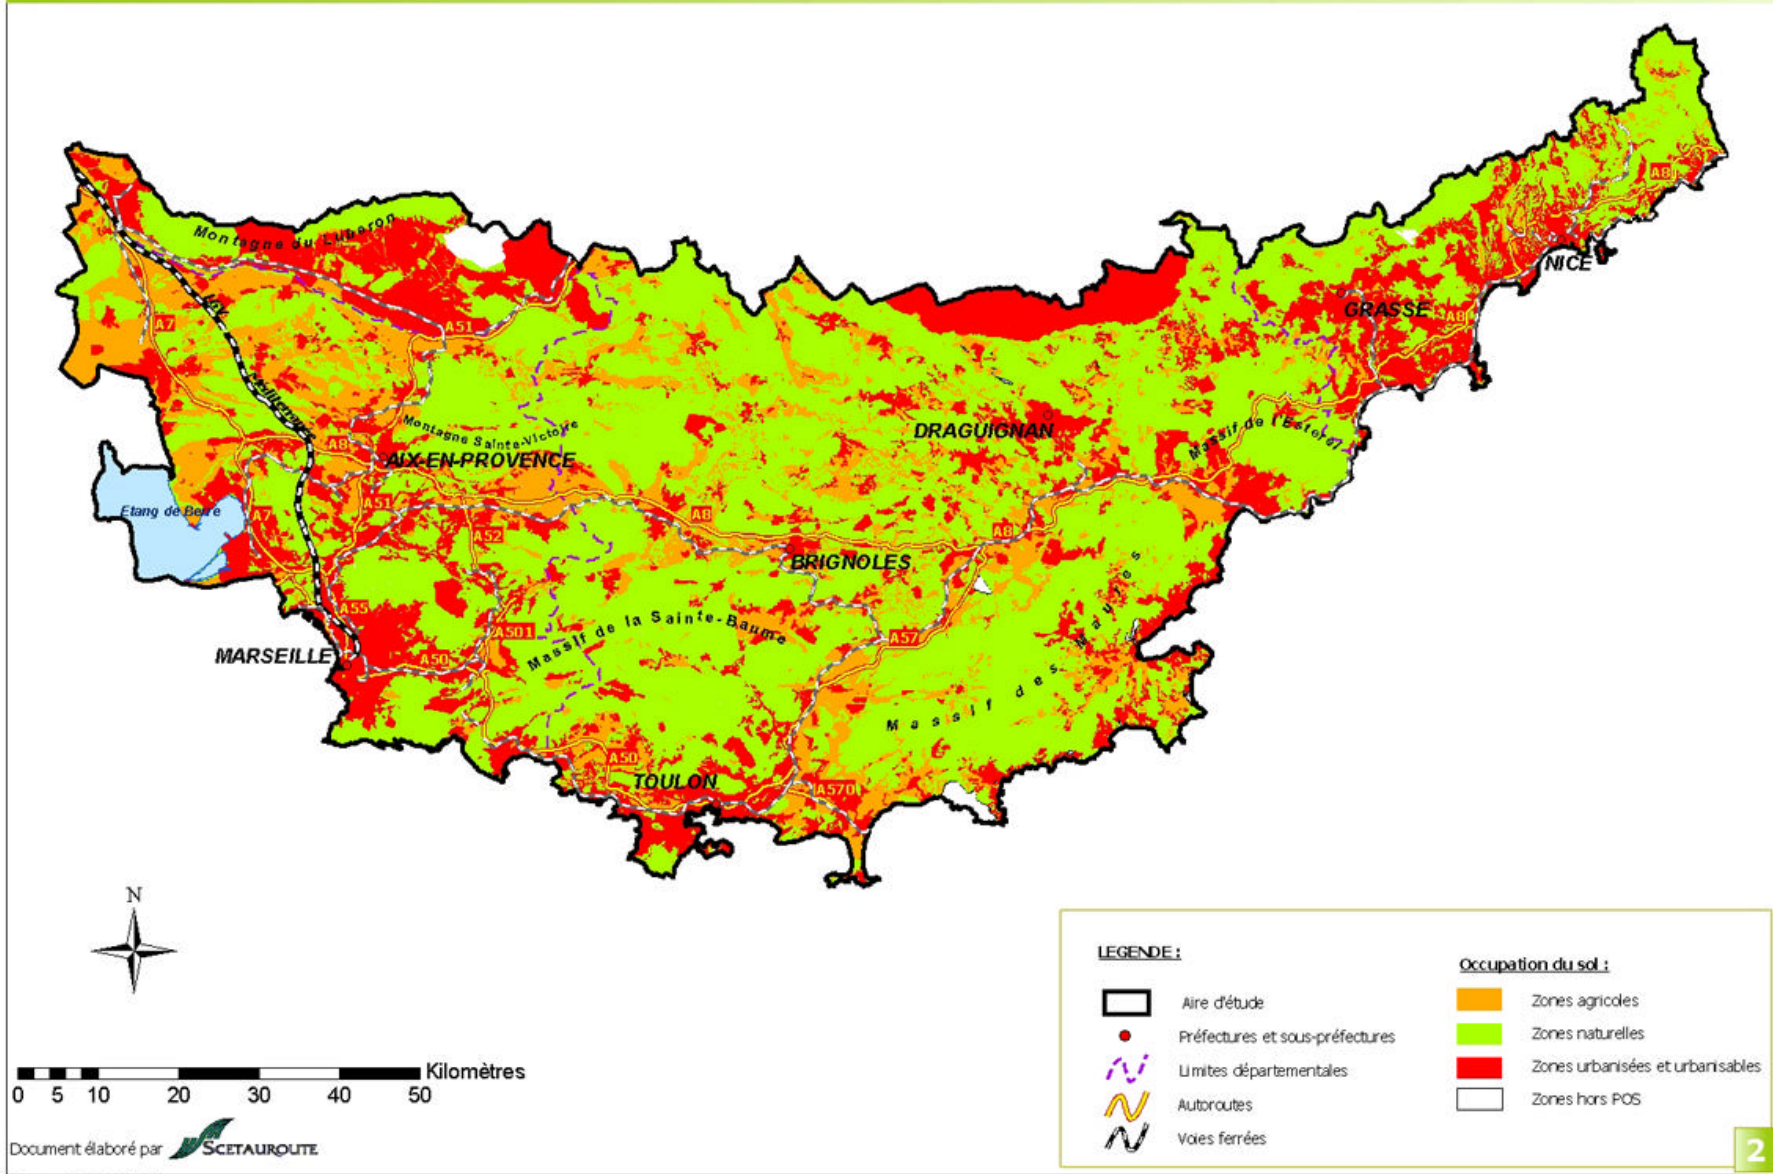 Montagne du Luberon
A8
NICE
GRASSE
A8
A7
LGV
A51
Méditerranée
Montagne Sainte-Victoire
DRAGUIGNAN
Massif de l'Esterel
A8
AIX-EN-PROVENCE
Etang de Berre
A7
A51
A8
A52
A8
BRIGNOLES
A55
A501
Massif de la Sainte-Baume
A57
Massif des Maures
MARSEILLE
A50
A50
TOULON
A570
N
LEGENDE :
Aire d'étude
Préfectures et sous-préfectures
Limites départementales
Autoroutes
Voies ferrées
Occupation du sol :
Zones agricoles
Zones naturelles
Zones urbanisées et urbanisables
Zones hors POS
Kilomètres
0 5 10 20 30 40 50
Document élaboré par SCETAUROUTE
2